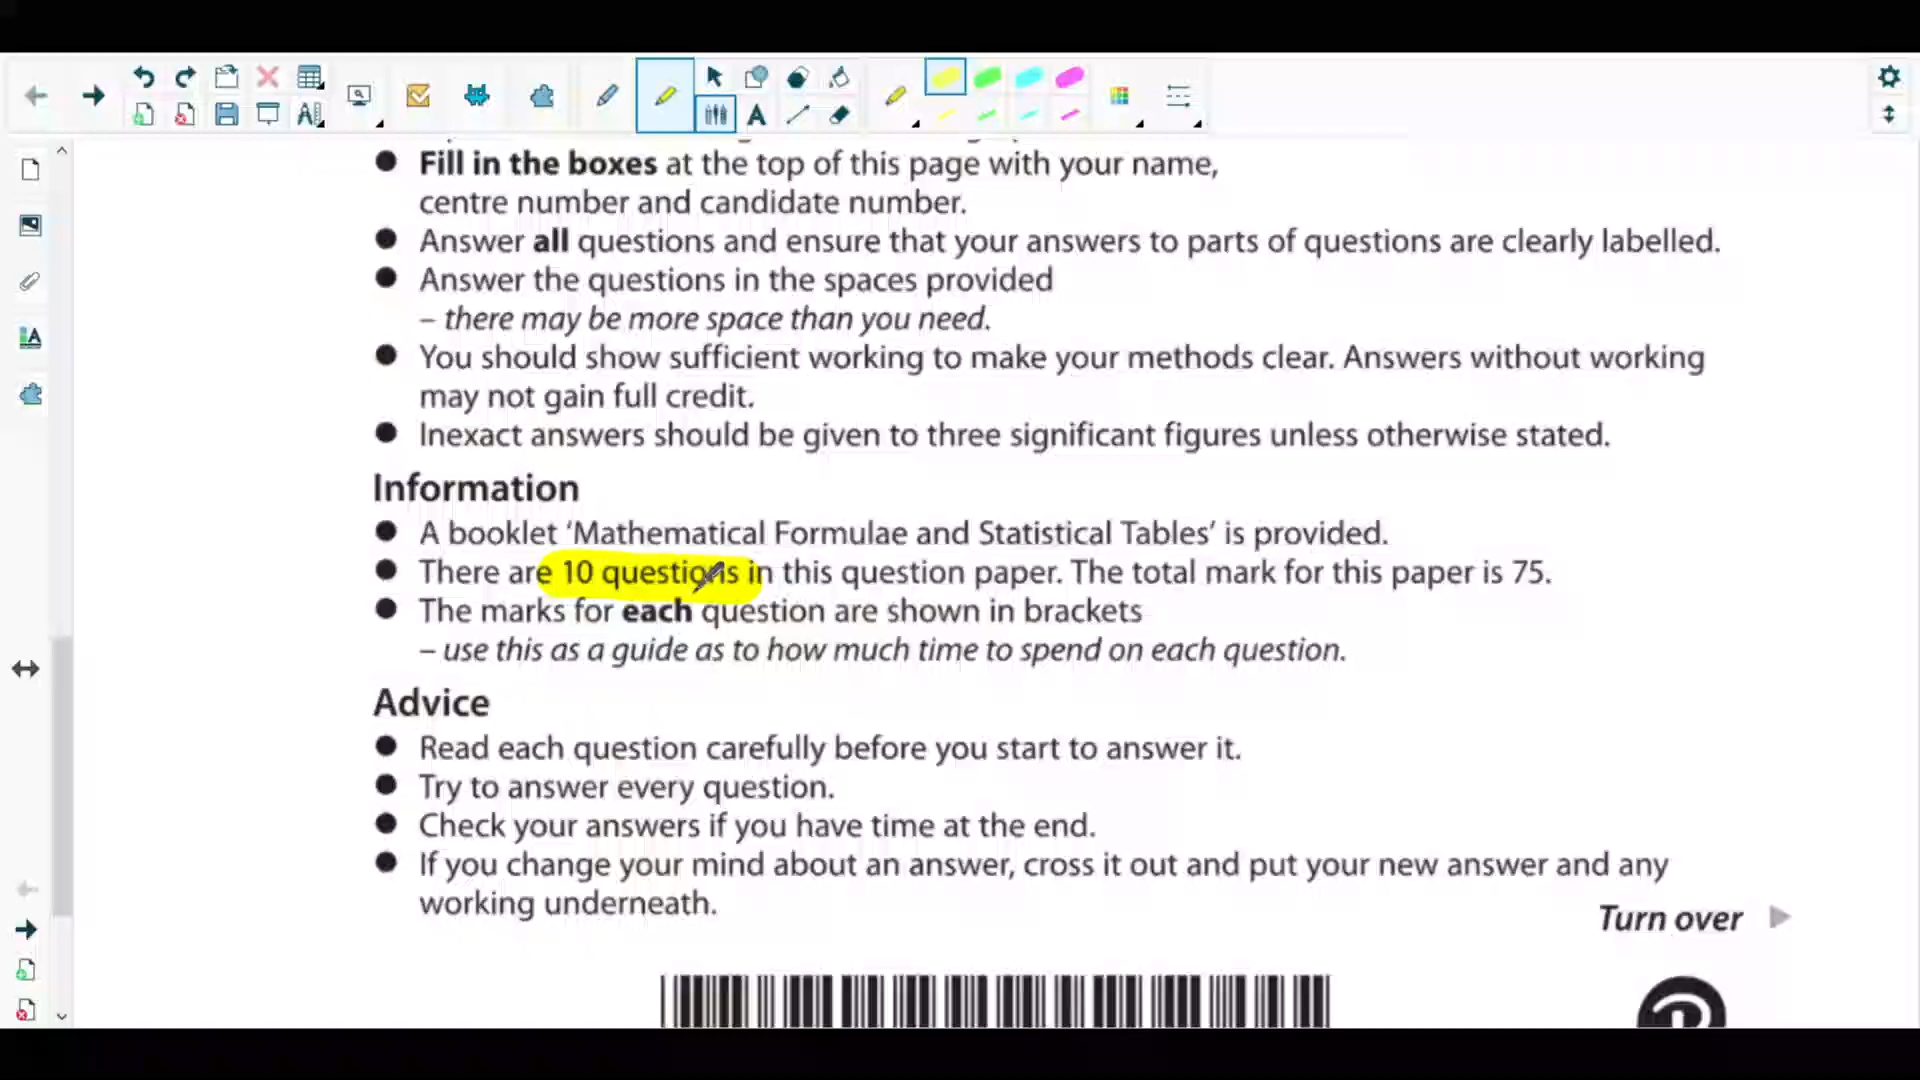 ● Fill in the boxes at the top of this page with your name,
centre number and candidate number.
● Answer all questions and ensure that your answers to parts of questions are clearly labelled.
● Answer the questions in the spaces provided
– there may be more space than you need.
● You should show sufficient working to make your methods clear. Answers without working
may not gain full credit.
● Inexact answers should be given to three significant figures unless otherwise stated.
Information
● A booklet ‘Mathematical Formulae and Statistical Tables’ is provided.
● There are 10 questions in this question paper. The total mark for this paper is 75.
● The marks for each question are shown in brackets
– use this as a guide as to how much time to spend on each question.
Advice
● Read each question carefully before you start to answer it.
● Try to answer every question.
● Check your answers if you have time at the end.
● If you change your mind about an answer, cross it out and put your new answer and any
working underneath.
Turn over